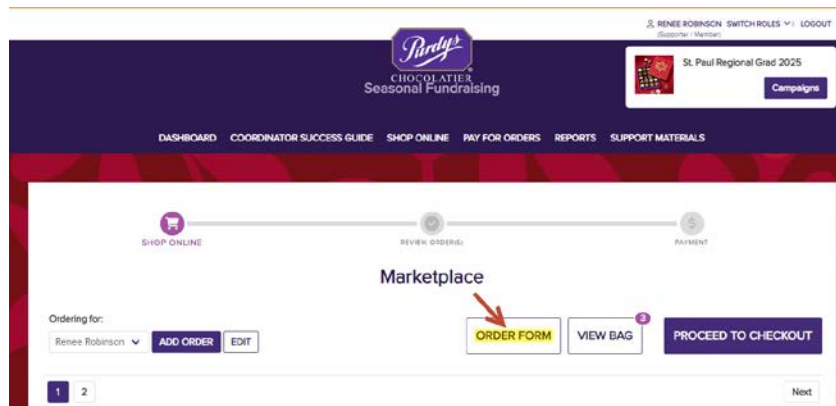 RENEE ROBINSON SWITCH ROLES | LOGOUT
(Supporter / Member)
Purdys
CHOCOLATIER
Seasonal Fundraising
St. Paul Regional Grad 2025
Campaigns
DASHBOARD COORDINATOR SUCCESS GUIDE SHOP ONLINE PAY FOR ORDERS REPORTS SUPPORT MATERIALS
SHOP ONLINE REVIEW ORDER(S) PAYMENT
Marketplace
Ordering for:
Renee Robinson ADD ORDER EDIT ORDER FORM VIEW BAG 3 PROCEED TO CHECKOUT
1 2 Next